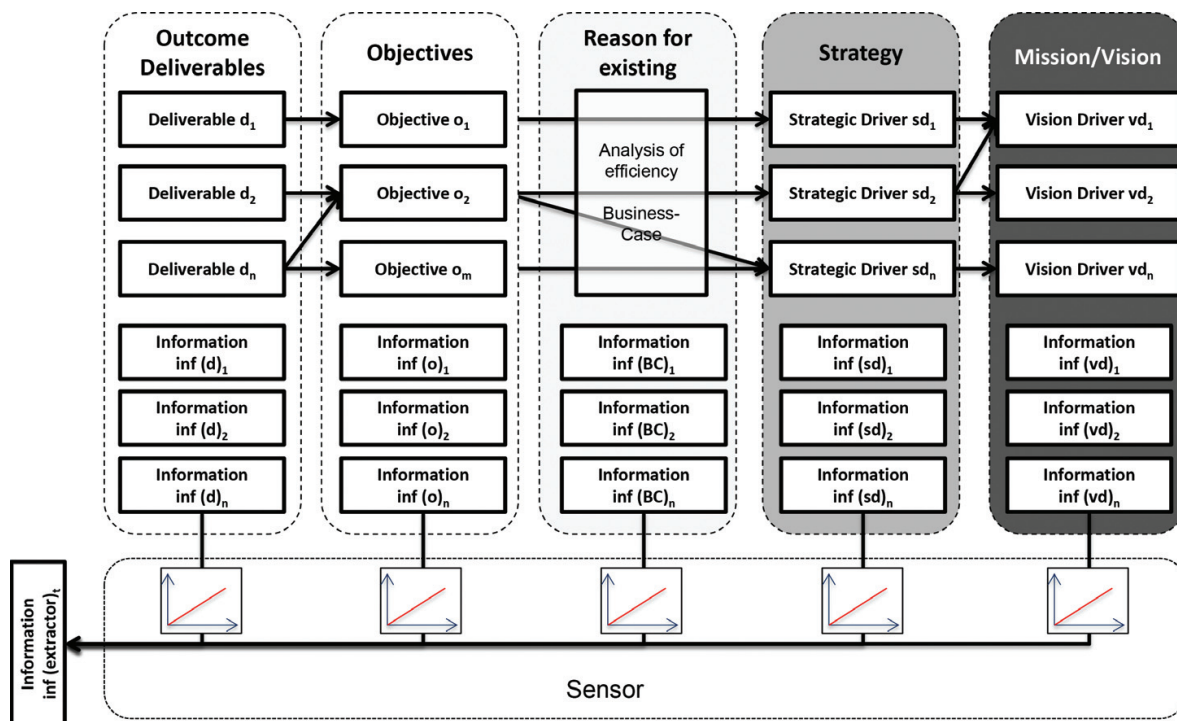 Outcome
Deliverables
Objectives
Reason for
existing
Strategy
Mission/Vision
Deliverable d₁
Objective o₁
Strategic Driver sd₁
Vision Driver vd₁
Analysis of
efficiency
Deliverable d₂
Objective o₂
Strategic Driver sd₂
Vision Driver vd₂
Business-
Case
Deliverable dₙ
Objective oₘ
Strategic Driver sdₙ
Vision Driver vdₙ
Information
inf (d)₁
Information
inf (o)₁
Information
inf (BC)₁
Information
inf (sd)₁
Information
inf (vd)₁
Information
inf (d)₂
Information
inf (o)₂
Information
inf (BC)₂
Information
inf (sd)₂
Information
inf (vd)₂
Information
inf (d)ₙ
Information
inf (o)ₙ
Information
inf (BC)ₙ
Information
inf (sd)ₙ
Information
inf (vd)ₙ
Information
inf (extractor)ₜ
Sensor